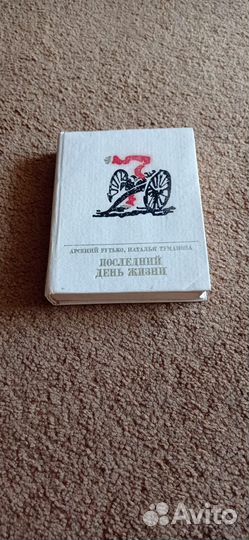 АРСЕНИЙ РУТЬКО, НАТАЛЬЯ ТУМАНОВА
ПОСЛЕДНИЙ
ДЕНЬ ЖИЗНИ
Avito